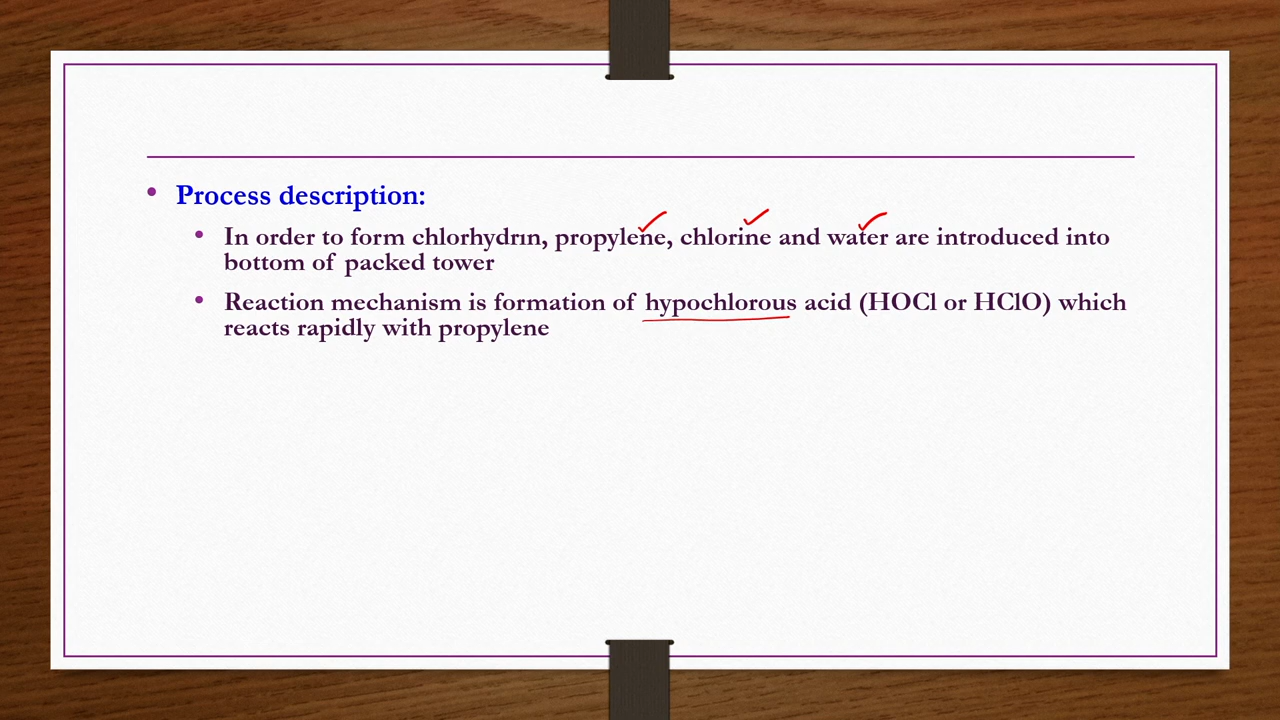 Process description:
In order to form chlorhydrın, propylene, chlorine and water are introduced into
bottom of packed tower
Reaction mechanism is formation of hypochlorous acid (HOCl or HClO) which
reacts rapidly with propylene